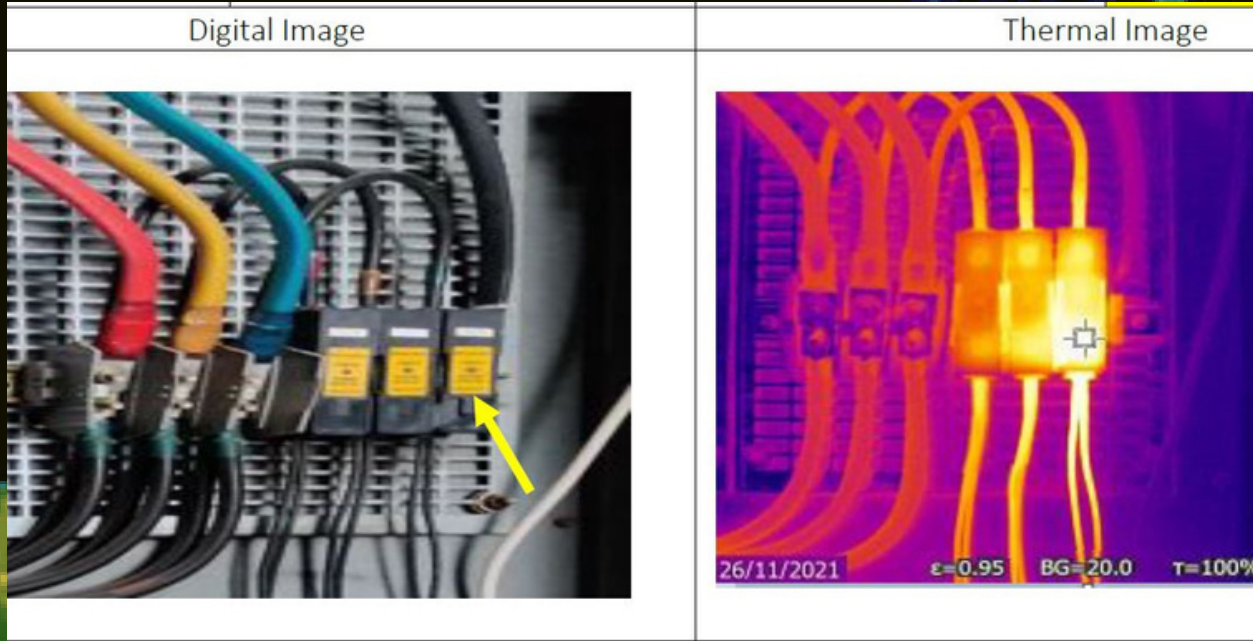 Digital Image
Thermal Image
26/11/2021
ε=0.95
BG=20.0
τ=100%